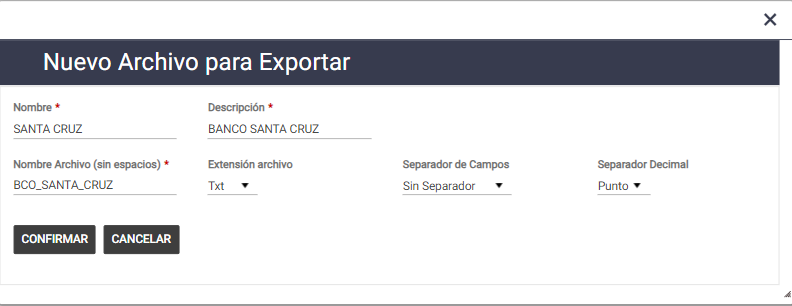 Nuevo Archivo para Exportar
Nombre * Descripción *
SANTA CRUZ BANCO SANTA CRUZ
Nombre Archivo (sin espacios) * Extensión archivo Separador de Campos Separador Decimal
BCO_SANTA_CRUZ Txt Sin Separador Punto
CONFIRMAR CANCELAR